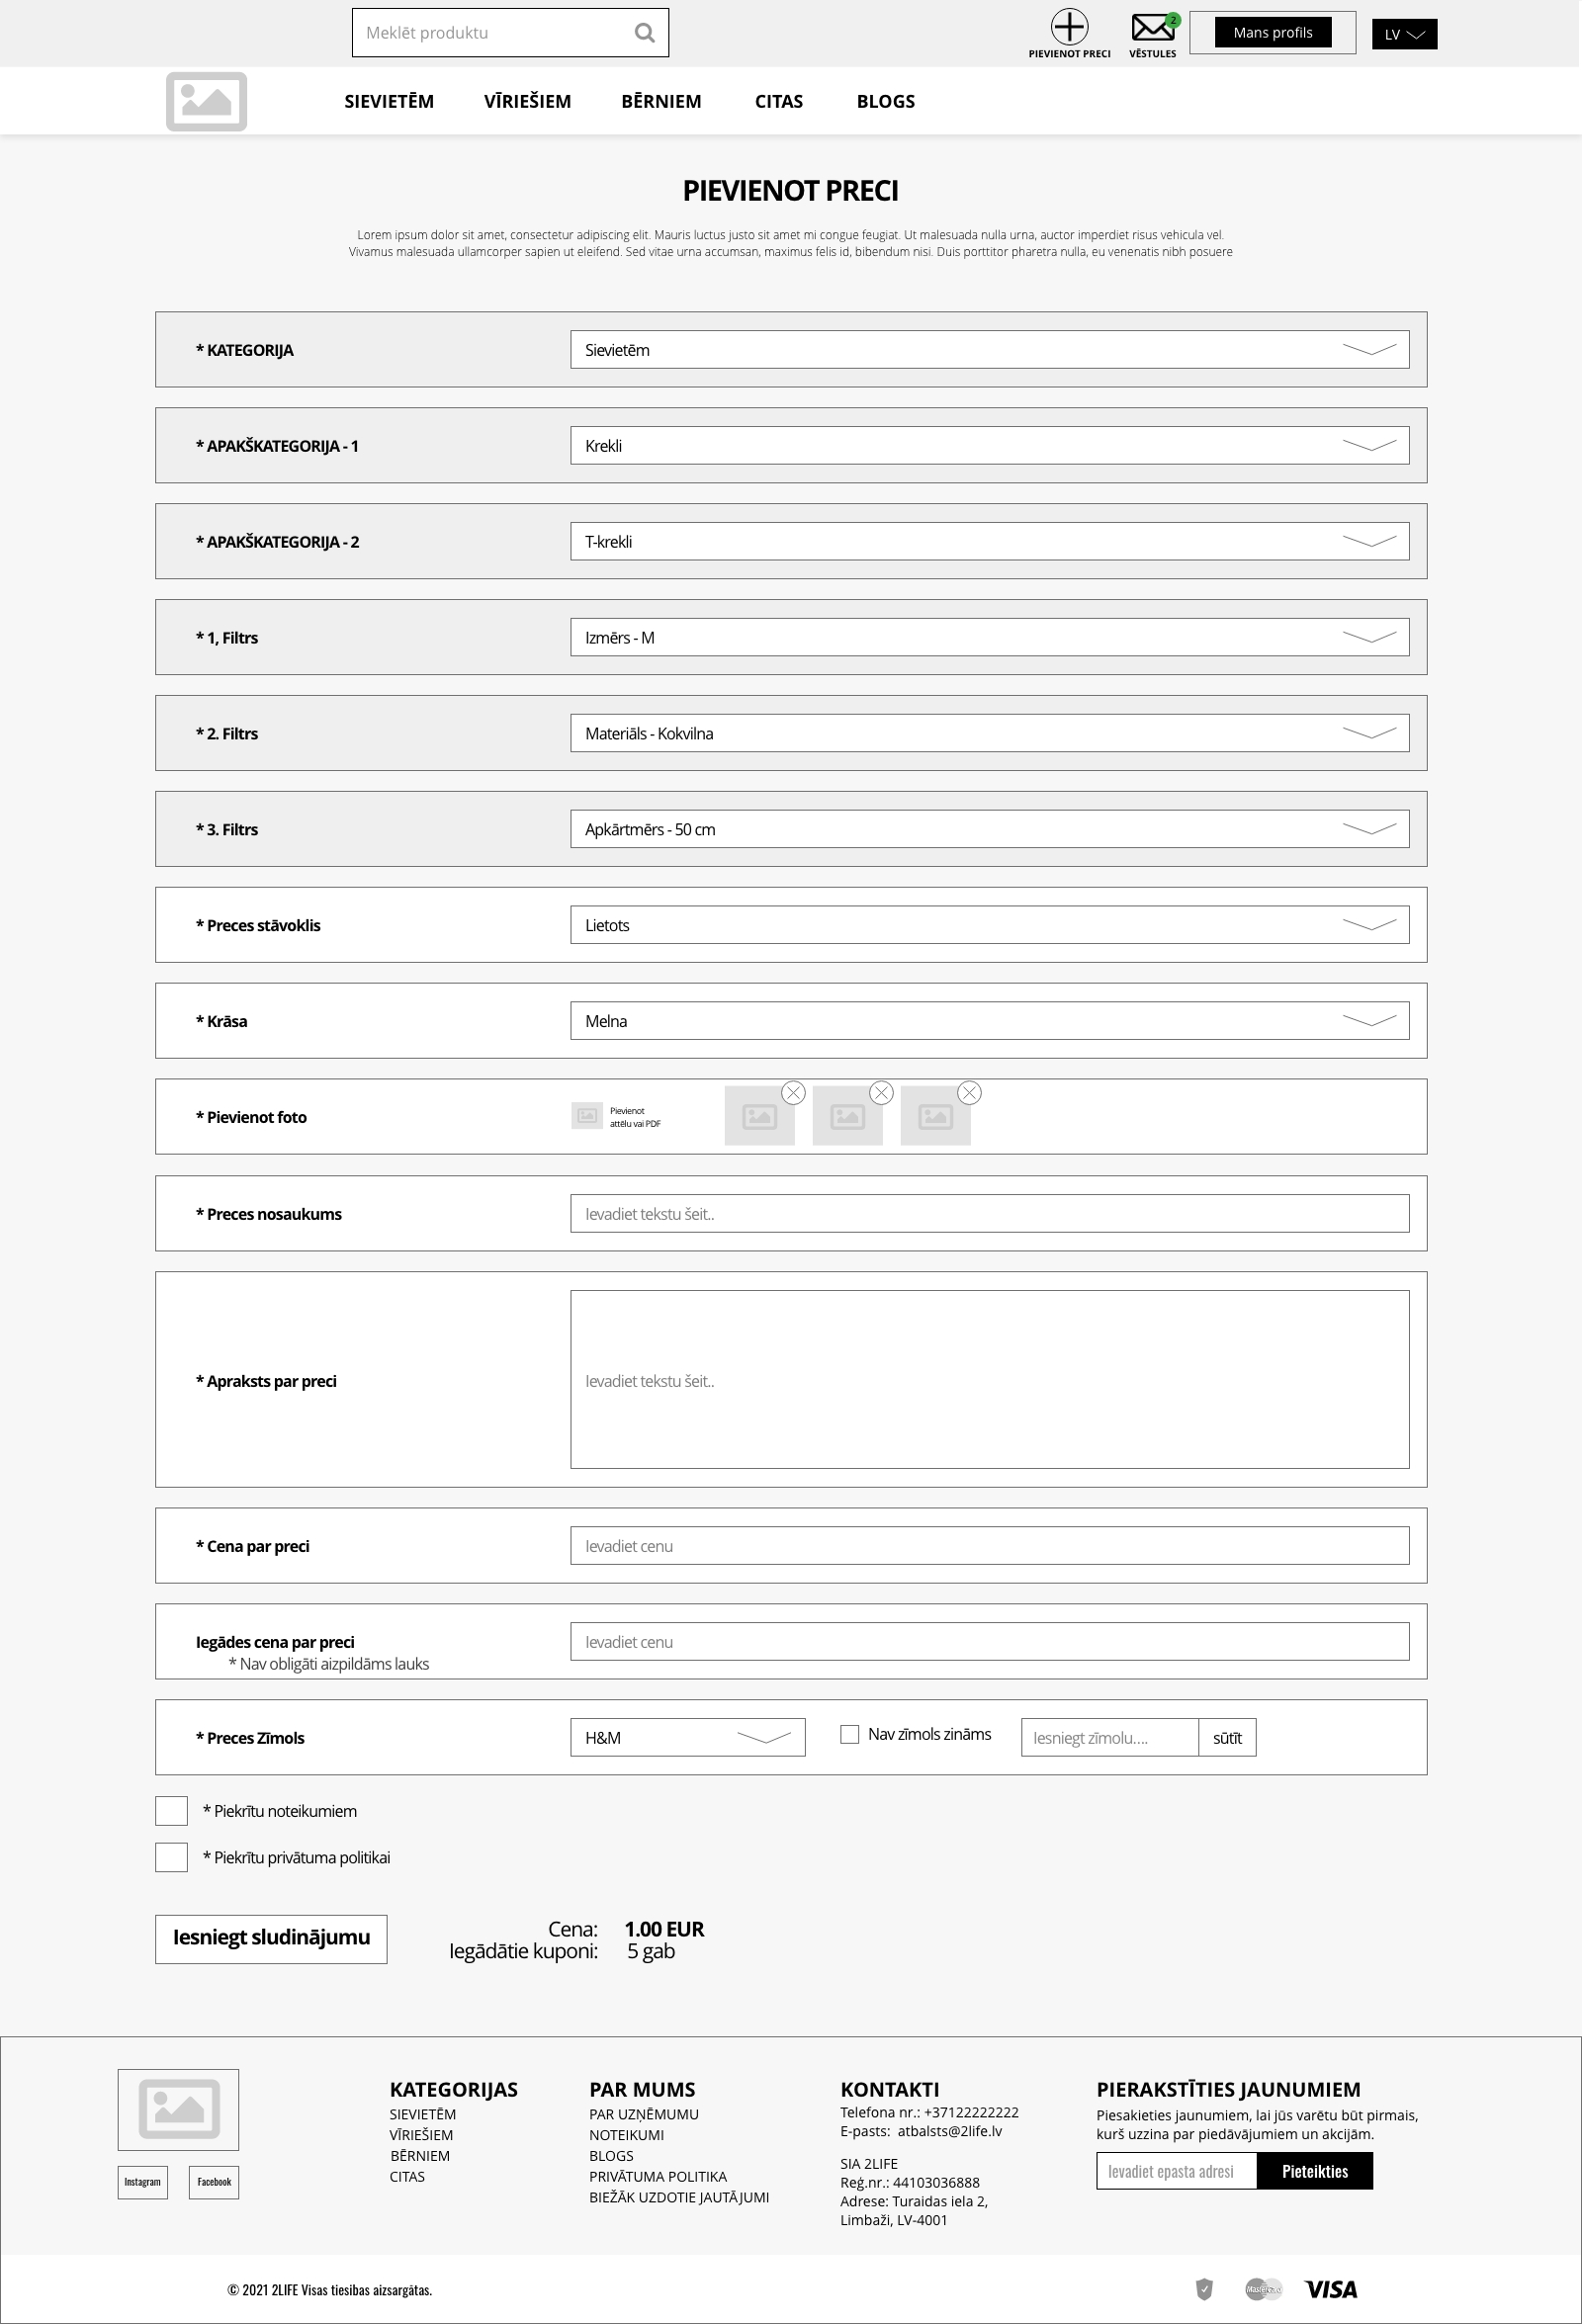 Meklēt produktu
PIEVIENOT PRECI
2
VĒSTULES
Mans profils
LV
SIEVIETĒM
VĪRIEŠIEM
BĒRNIEM
CITAS
BLOGS
PIEVIENOT PRECI
Lorem ipsum dolor sit amet, consectetur adipiscing elit. Mauris luctus justo sit amet mi congue feugiat. Ut malesuada nulla urna, auctor imperdiet risus vehicula vel.
Vivamus malesuada ullamcorper sapien ut eleifend. Sed vitae urna accumsan, maximus felis id, bibendum nisi. Duis porttitor pharetra nulla, eu venenatis nibh posuere
* KATEGORIJA
Sievietēm
* APAKŠKATEGORIJA - 1
Krekli
* APAKŠKATEGORIJA - 2
T-krekli
* 1, Filtrs
Izmērs - M
* 2. Filtrs
Materiāls - Kokvilna
* 3. Filtrs
Apkārtmērs - 50 cm
* Preces stāvoklis
Lietots
* Krāsa
Melna
* Pievienot foto
Pievienot
attēlu vai PDF
* Preces nosaukums
Ievadiet tekstu šeit..
* Apraksts par preci
Ievadiet tekstu šeit..
* Cena par preci
Ievadiet cenu
Iegādes cena par preci
* Nav obligāti aizpildāms lauks
Ievadiet cenu
* Preces Zīmols
H&M
Nav zīmols zināms
Iesniegt zīmolu....
sūtīt
* Piekrītu noteikumiem
* Piekrītu privātuma politikai
Iesniegt sludinājumu
Cena: 1.00 EUR
Iegādātie kuponi: 5 gab
Instagram
Facebook
KATEGORIJAS
SIEVIETĒM
VĪRIEŠIEM
BĒRNIEM
CITAS
PAR MUMS
PAR UZŅĒMUMU
NOTEIKUMI
BLOGS
PRIVĀTUMA POLITIKA
BIEŽĀK UZDOTIE JAUTĀJUMI
KONTAKTI
Telefona nr.: +37122222222
E-pasts: atbalsts@2life.lv
SIA 2LIFE
Reģ.nr.: 44103036888
Adrese: Turaidas iela 2,
Limbaži, LV-4001
PIERAKSTĪTIES JAUNUMIEM
Piesakieties jaunumiem, lai jūs varētu būt pirmais,
kurš uzzina par piedāvājumiem un akcijām.
Ievadiet epasta adresi
Pieteikties
© 2021 2LIFE Visas tiesības aizsargātas.
MasterCard
VISA